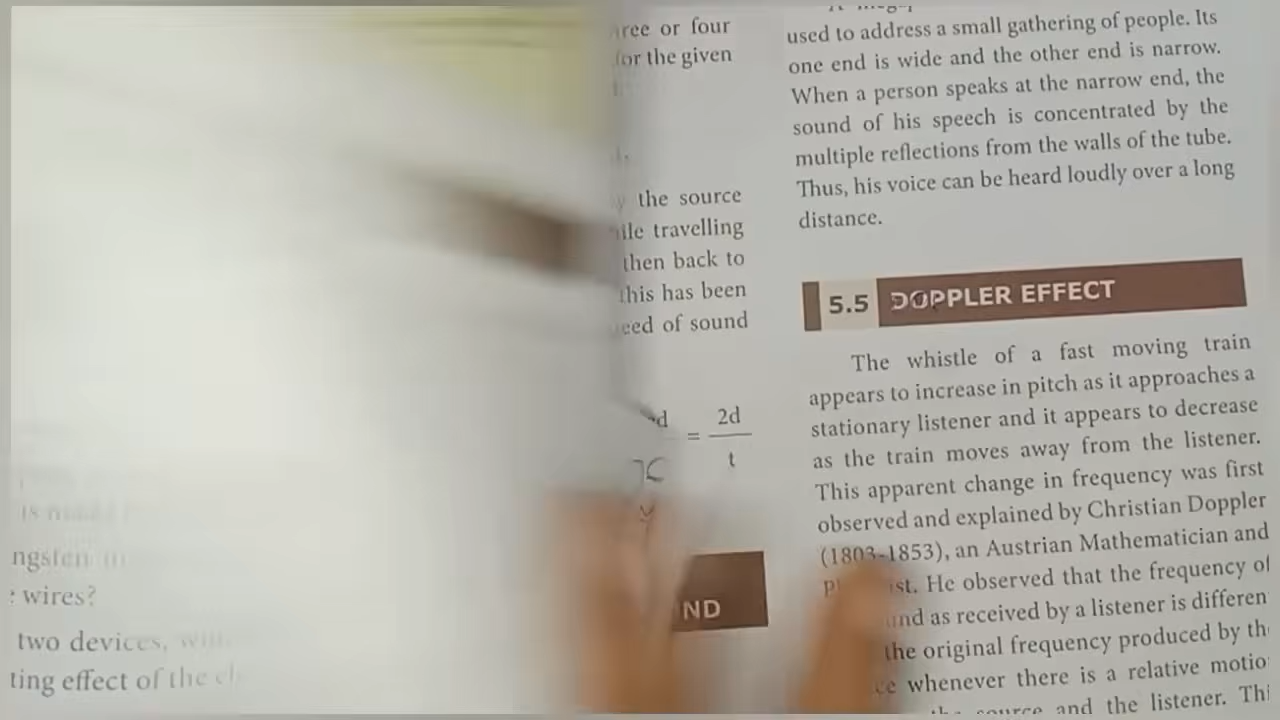 is
ngsten
wires?
two devices,
ting effect of the
ree or four
for the given
the source
ile travelling
then back to
this has been
eed of sound
d = 2d
t
ND
used to address a small gathering of people. Its
one end is wide and the other end is narrow.
When a person speaks at the narrow end, the
sound of his speech is concentrated by the
multiple reflections from the walls of the tube.
Thus, his voice can be heard loudly over a long
distance.
5.5 DOPPLER EFFECT
The whistle of a fast moving train
appears to increase in pitch as it approaches a
stationary listener and it appears to decrease
as the train moves away from the listener.
This apparent change in frequency was first
observed and explained by Christian Doppler
(1803-1853), an Austrian Mathematician and
ist. He observed that the frequency of
und as received by a listener is differen
the original frequency produced by the
ce whenever there is a relative motio
the source and the listener. Thi